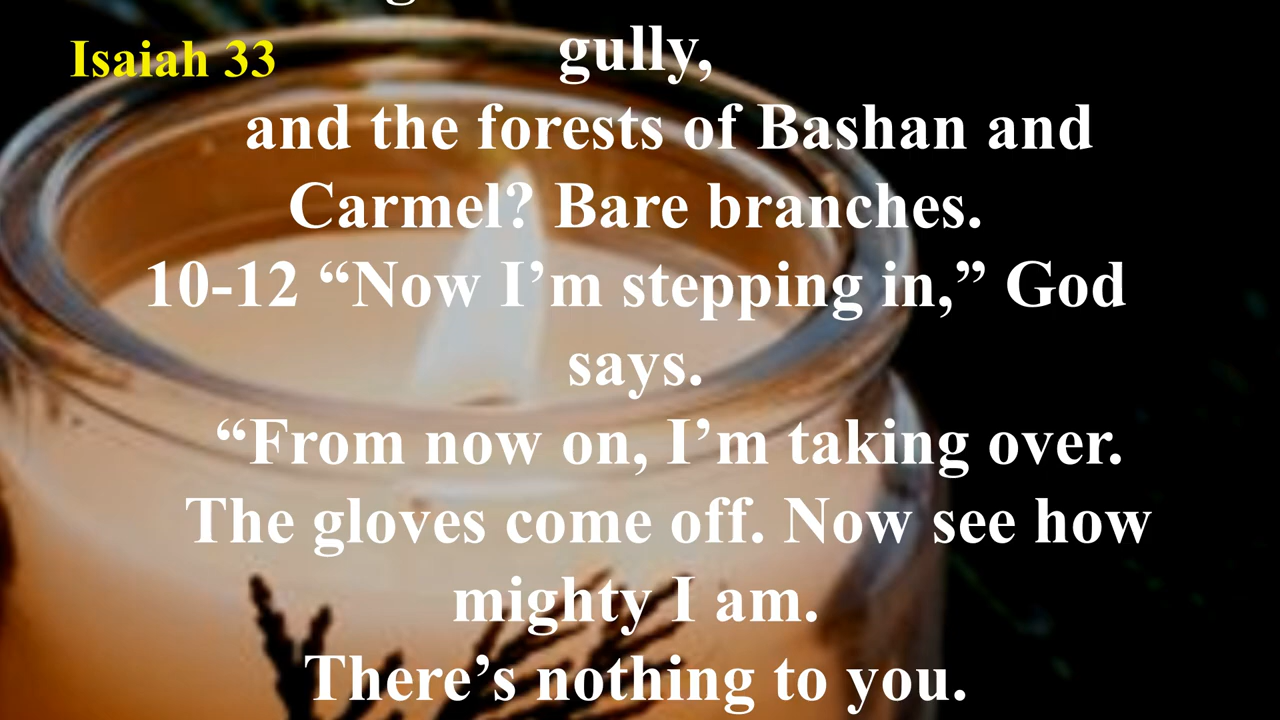 Isaiah 33
gully,
and the forests of Bashan and
Carmel? Bare branches.
10-12 “Now I’m stepping in,” God
says.
“From now on, I’m taking over.
The gloves come off. Now see how
mighty I am.
There’s nothing to you.